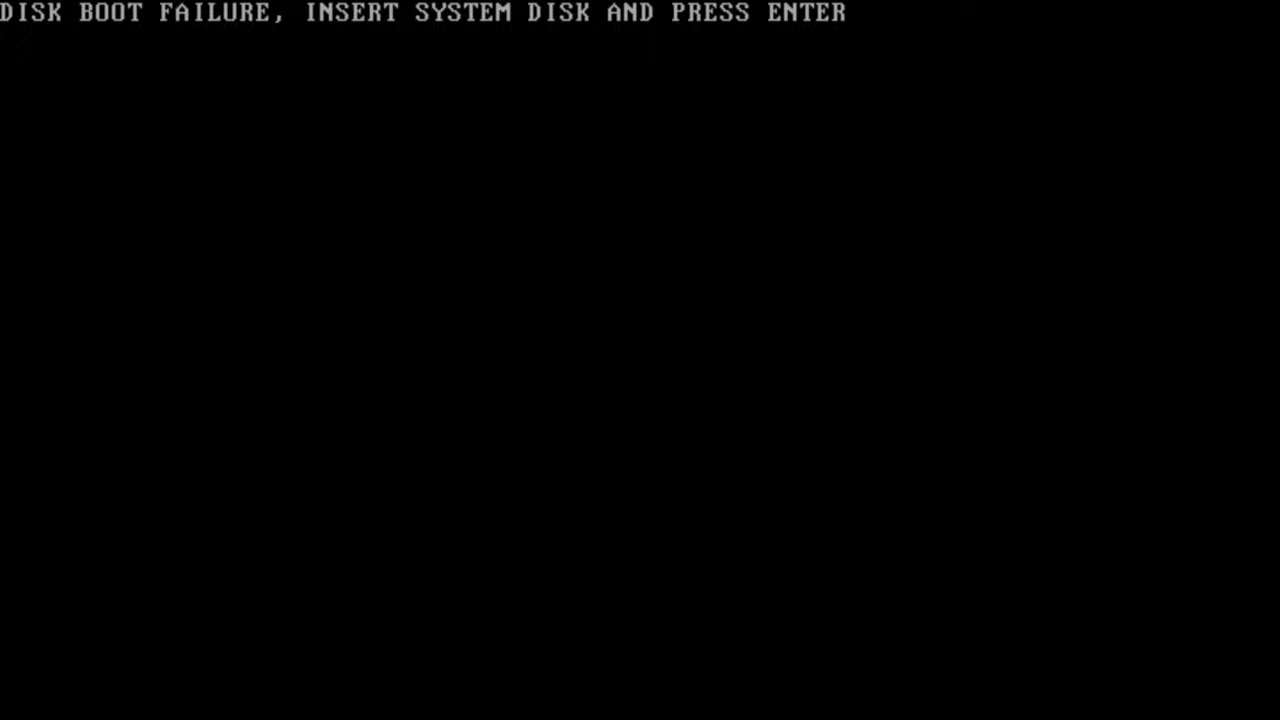 DISK BOOT FAILURE, INSERT SYSTEM DISK AND PRESS ENTER